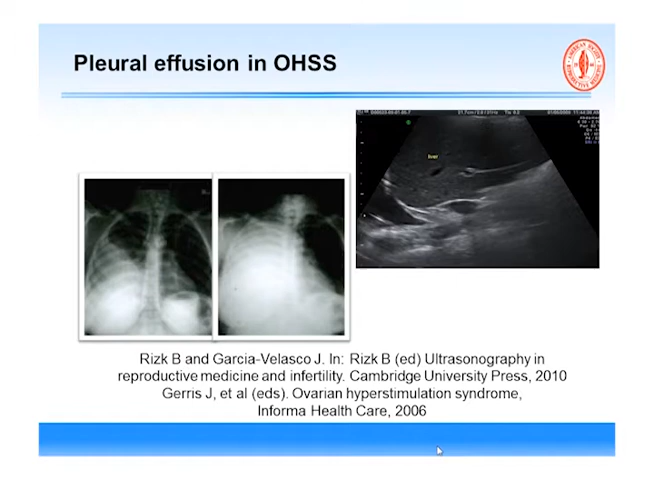 Pleural effusion in OHSS
liver
Rizk B and Garcia-Velasco J. In: Rizk B (ed) Ultrasonography in
reproductive medicine and infertility. Cambridge University Press, 2010
Gerris J, et al (eds). Ovarian hyperstimulation syndrome,
Informa Health Care, 2006